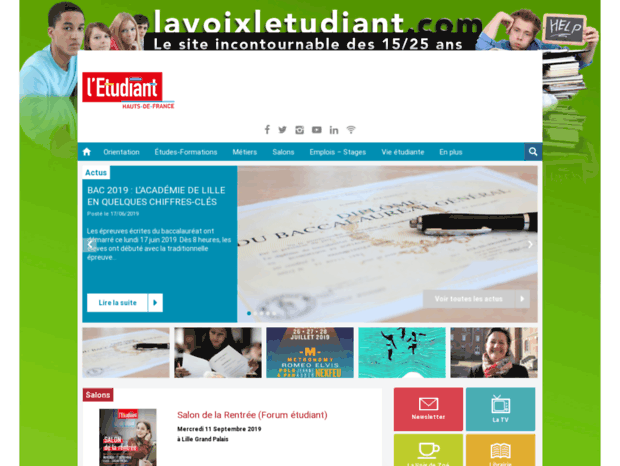 lavoixletudiant.com
HELP
Le site incontournable des 15/25 ans
l'Etudiant
HAUTS-DE-FRANCE
Orientation Études-Formations Métiers Salons Emplois – Stages Vie étudiante En plus
Actus
BAC 2019 : L'ACADÉMIE DE LILLE
EN QUELQUES CHIFFRES-CLÉS
Posté le 17/06/2019
Les épreuves écrites du baccalauréat ont
démarré ce lundi 17 juin 2019. Dès 8 heures, les
élèves ont débuté avec la traditionnelle
épreuve...
Lire la suite
DIPLÔME
DU BACCALAURÉAT GÉNÉRAL
Voir toutes les actus
26 • 27 • 28
JUILLET 2019
-M-
METRONOMY
ROMEO ELVIS
NEKFEU
Salons
l'Etudiant
SALON
de la rentrée
Salon de la Rentrée (Forum étudiant)
Mercredi 11 Septembre 2019
à Lille Grand Palais
Newsletter
La TV
Librairie